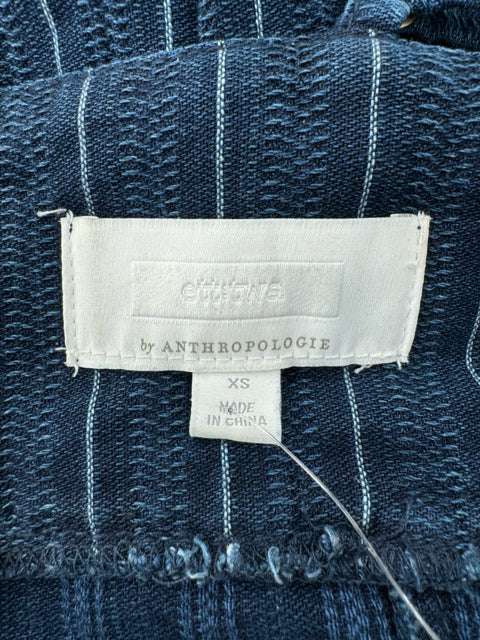 ett:twa
by ANTHROPOLOGIE
XS
MADE
IN CHINA